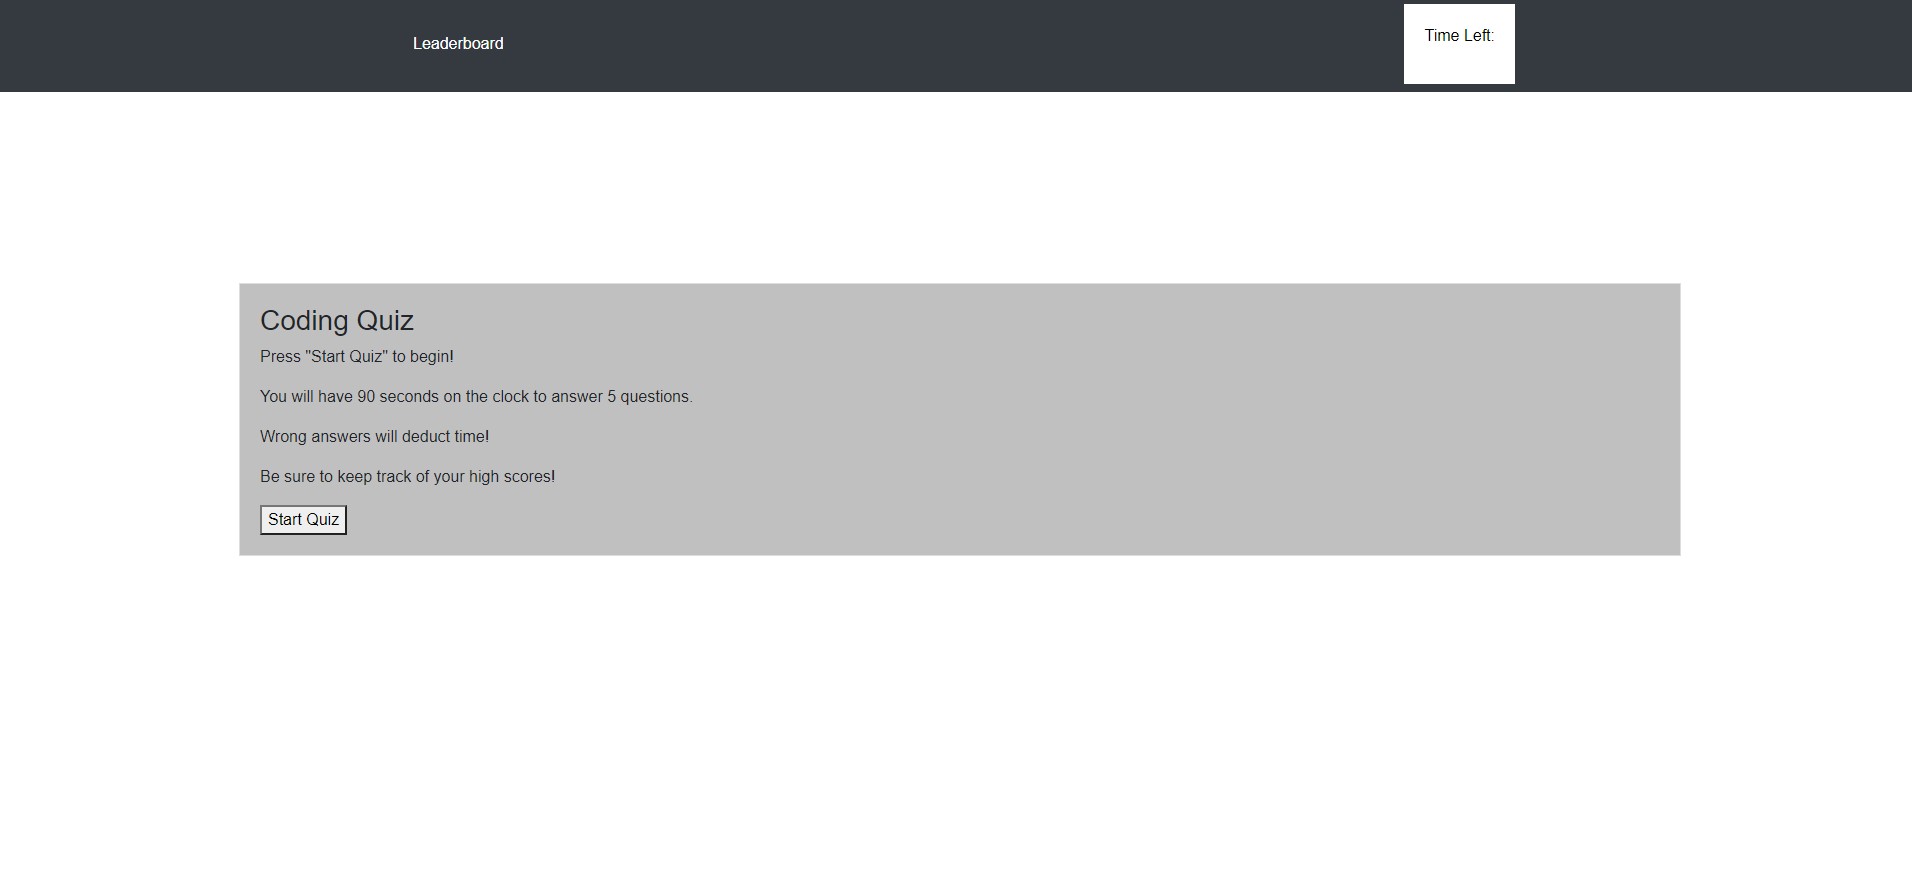 Leaderboard
Time Left:
Coding Quiz
Press "Start Quiz" to begin!
You will have 90 seconds on the clock to answer 5 questions.
Wrong answers will deduct time!
Be sure to keep track of your high scores!
Start Quiz